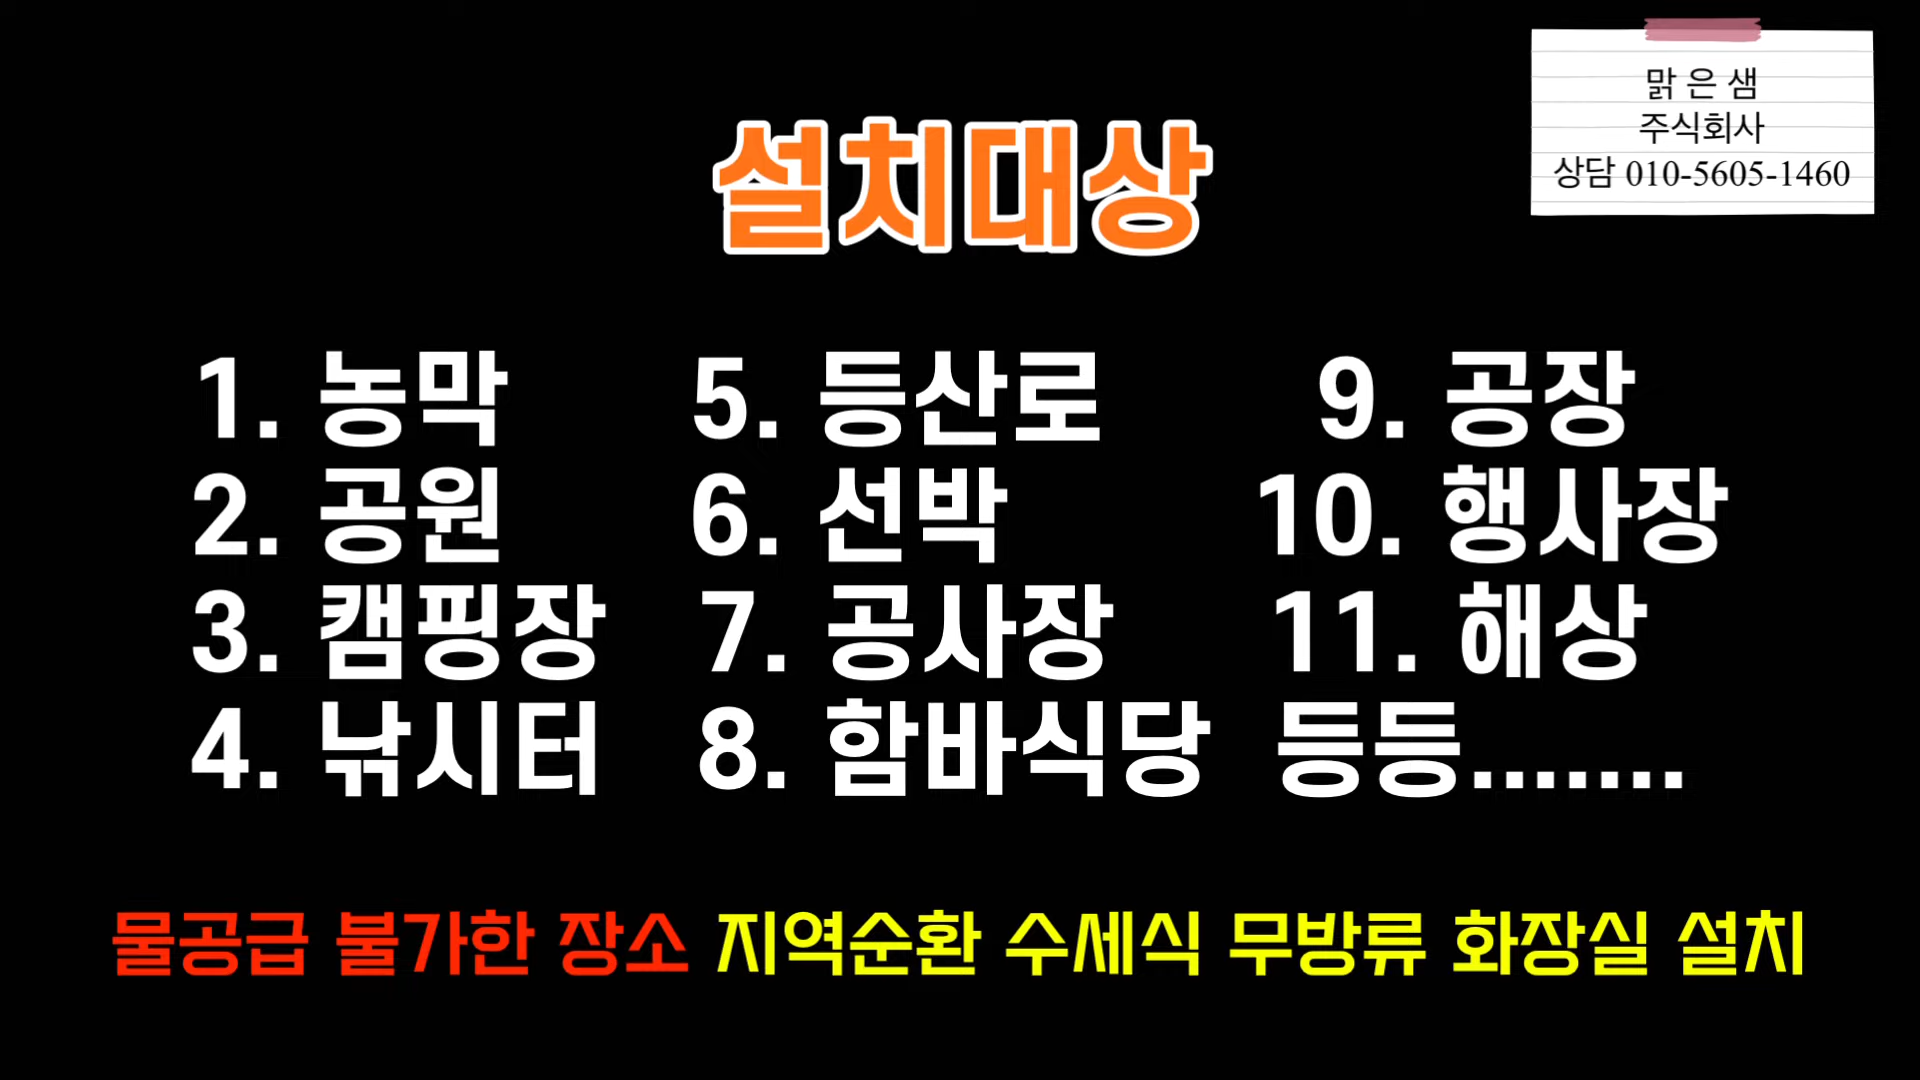 맑 은 샘
주식회사
상담 010-5605-1460
설치대상
1. 농막
2. 공원
3. 캠핑장
4. 낚시터
5. 등산로
6. 선박
7. 공사장
8. 함바식당
9. 공장
10. 행사장
11. 해상
등등.......
물공급 불가한 장소 지역순환 수세식 무방류 화장실 설치